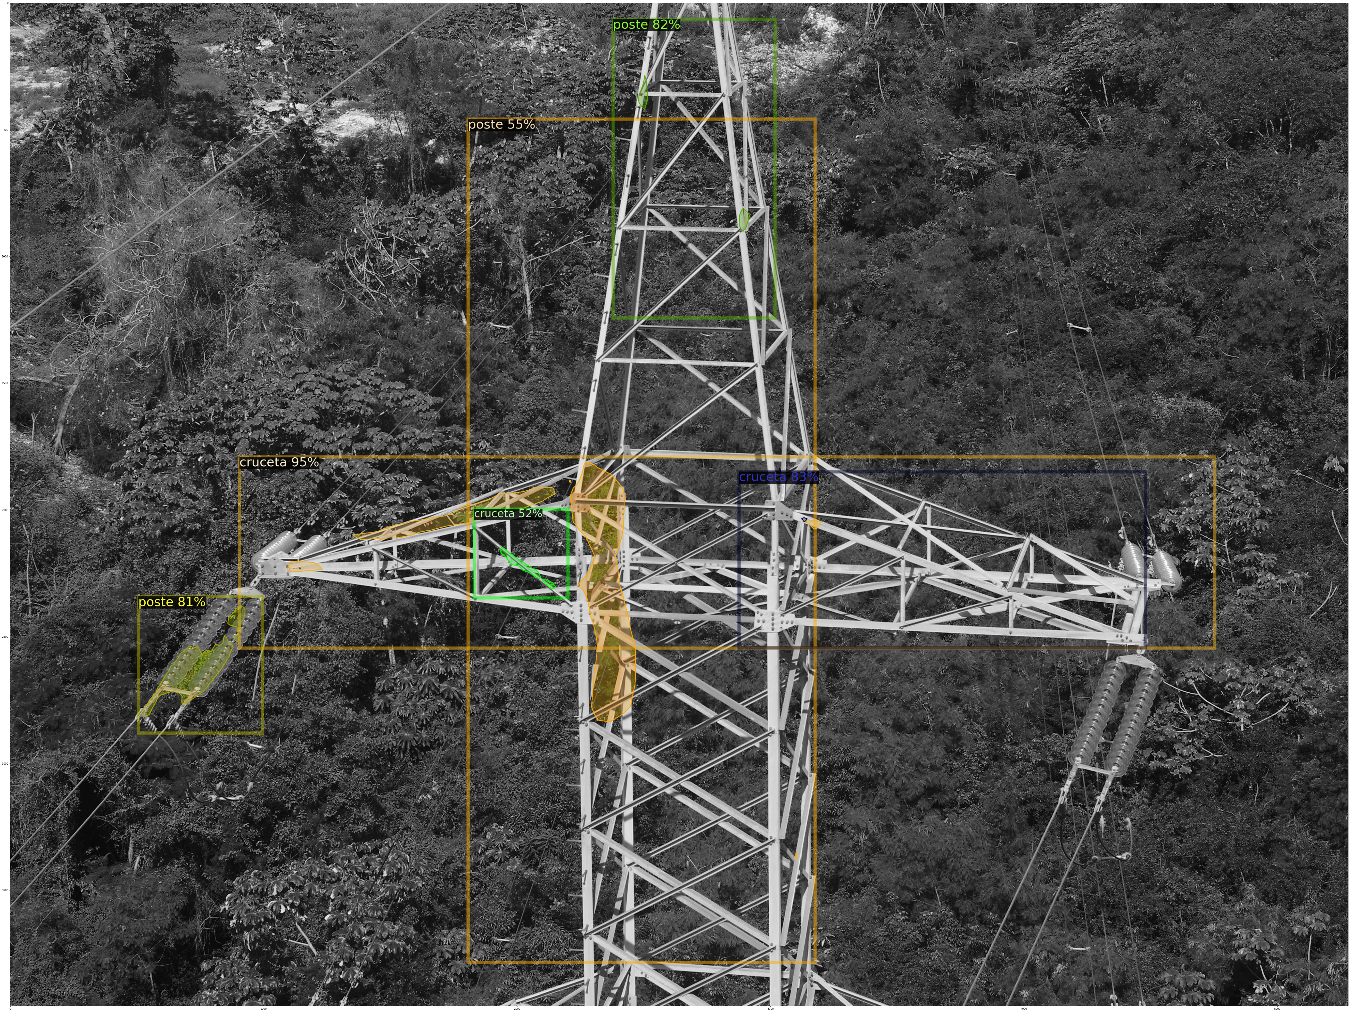 poste 82%
poste 55%
cruceta 95%
cruceta 83%
cruceta 52%
poste 81%